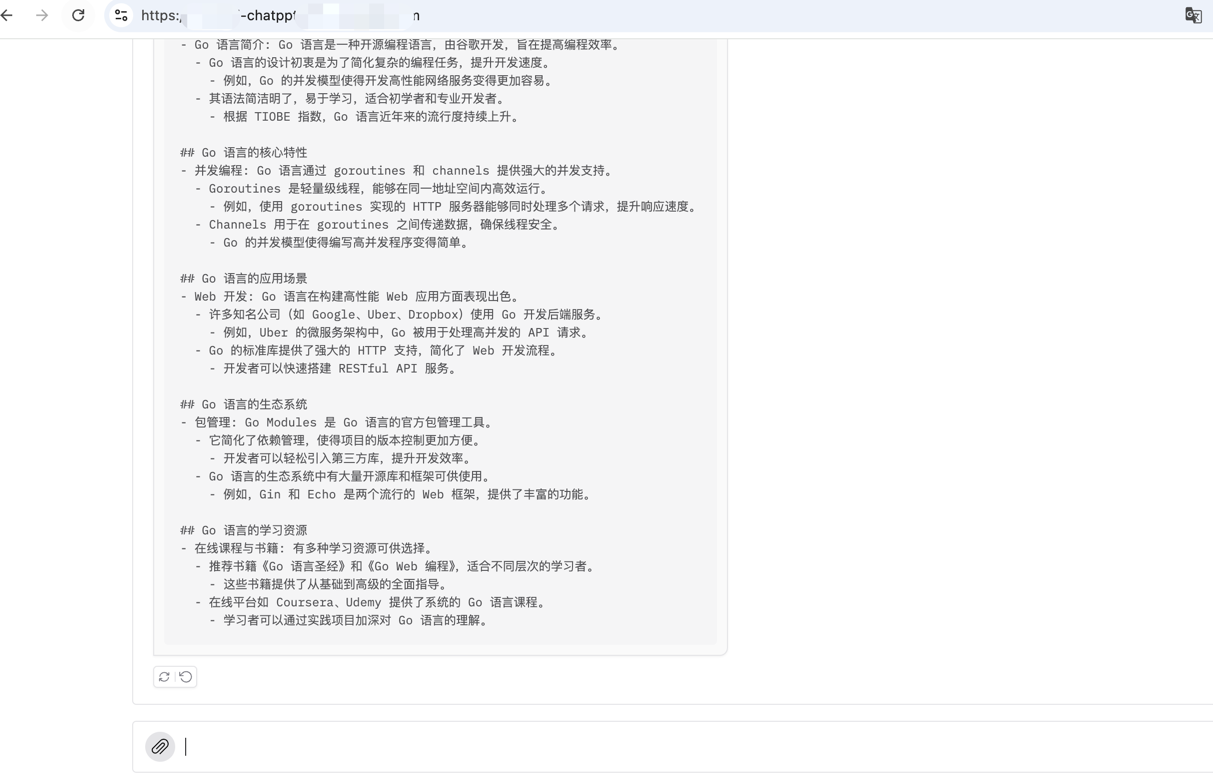 https:
-chatppt
n
- Go 语言简介: Go 语言是一种开源编程语言，由谷歌开发，旨在提高编程效率。
- Go 语言的设计初衷是为了简化复杂的编程任务，提升开发速度。
- 例如，Go 的并发模型使得开发高性能网络服务变得更加容易。
- 其语法简洁明了，易于学习，适合初学者和专业开发者。
- 根据 TIOBE 指数，Go 语言近年来的流行度持续上升。
## Go 语言的核心特性
- 并发编程: Go 语言通过 goroutines 和 channels 提供强大的并发支持。
- Goroutines 是轻量级线程，能够在同一地址空间内高效运行。
- 例如，使用 goroutines 实现的 HTTP 服务器能够同时处理多个请求，提升响应速度。
- Channels 用于在 goroutines 之间传递数据，确保线程安全。
- Go 的并发模型使得编写高并发程序变得简单。
## Go 语言的应用场景
- Web 开发: Go 语言在构建高性能 Web 应用方面表现出色。
- 许多知名公司（如 Google、Uber、Dropbox）使用 Go 开发后端服务。
- 例如，Uber 的微服务架构中，Go 被用于处理高并发的 API 请求。
- Go 的标准库提供了强大的 HTTP 支持，简化了 Web 开发流程。
- 开发者可以快速搭建 RESTful API 服务。
## Go 语言的生态系统
- 包管理: Go Modules 是 Go 语言的官方包管理工具。
- 它简化了依赖管理，使得项目的版本控制更加方便。
- 开发者可以轻松引入第三方库，提升开发效率。
- Go 语言的生态系统中有大量开源库和框架可供使用。
- 例如，Gin 和 Echo 是两个流行的 Web 框架，提供了丰富的功能。
## Go 语言的学习资源
- 在线课程与书籍: 有多种学习资源可供选择。
- 推荐书籍《Go 语言圣经》和《Go Web 编程》，适合不同层次的学习者。
- 这些书籍提供了从基础到高级的全面指导。
- 在线平台如 Coursera、Udemy 提供了系统的 Go 语言课程。
- 学习者可以通过实践项目加深对 Go 语言的理解。